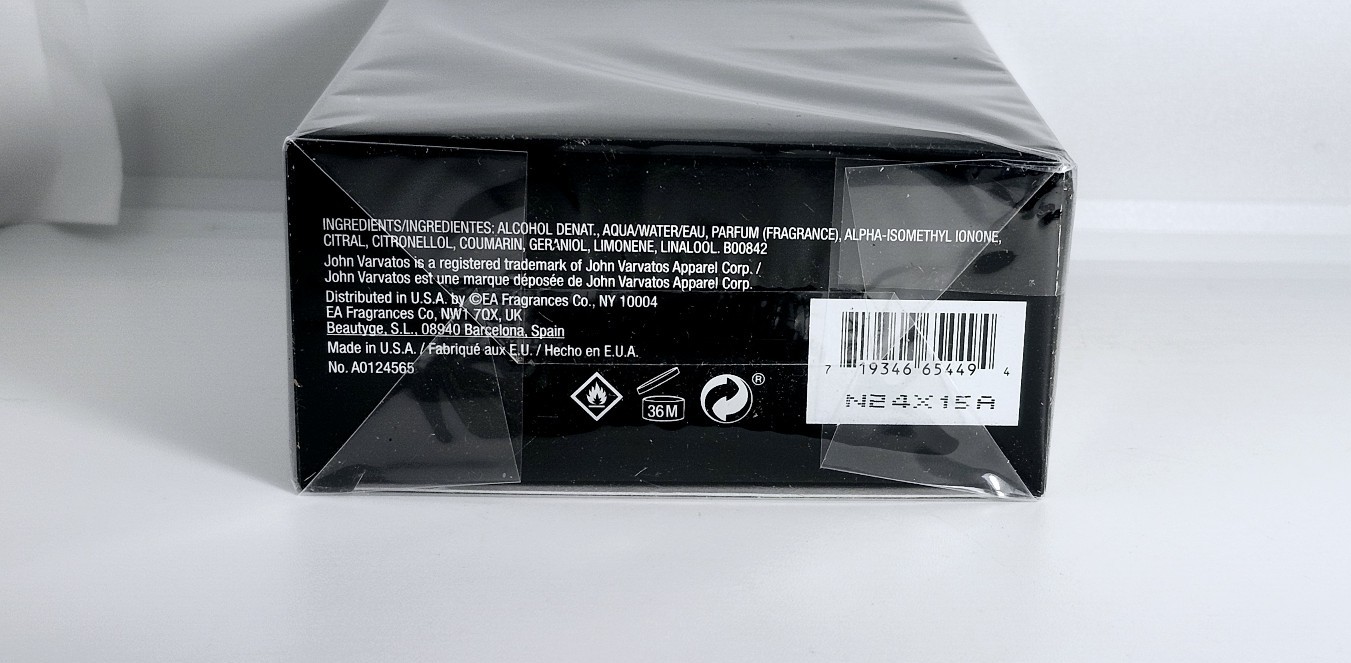 INGREDIENTS/INGREDIENTES: ALCOHOL DENAT., AQUA/WATER/EAU, PARFUM (FRAGRANCE), ALPHA-ISOMETHYL IONONE,
CITRAL, CITRONELLOL, COUMARIN, GERANIOL, LIMONENE, LINALOOL. B00842
John Varvatos is a registered trademark of John Varvatos Apparel Corp. /
John Varvatos est une marque déposée de John Varvatos Apparel Corp.
Distributed in U.S.A. by ©EA Fragrances Co., NY 10004
EA Fragrances Co, NW1 7QX, UK
Beautyge, S.L., 08940 Barcelona, Spain
Made in U.S.A. / Fabriqué aux E.U. / Hecho en E.U.A.
No. A0124565
36M
®
7 19346 65449 4
N24X15A